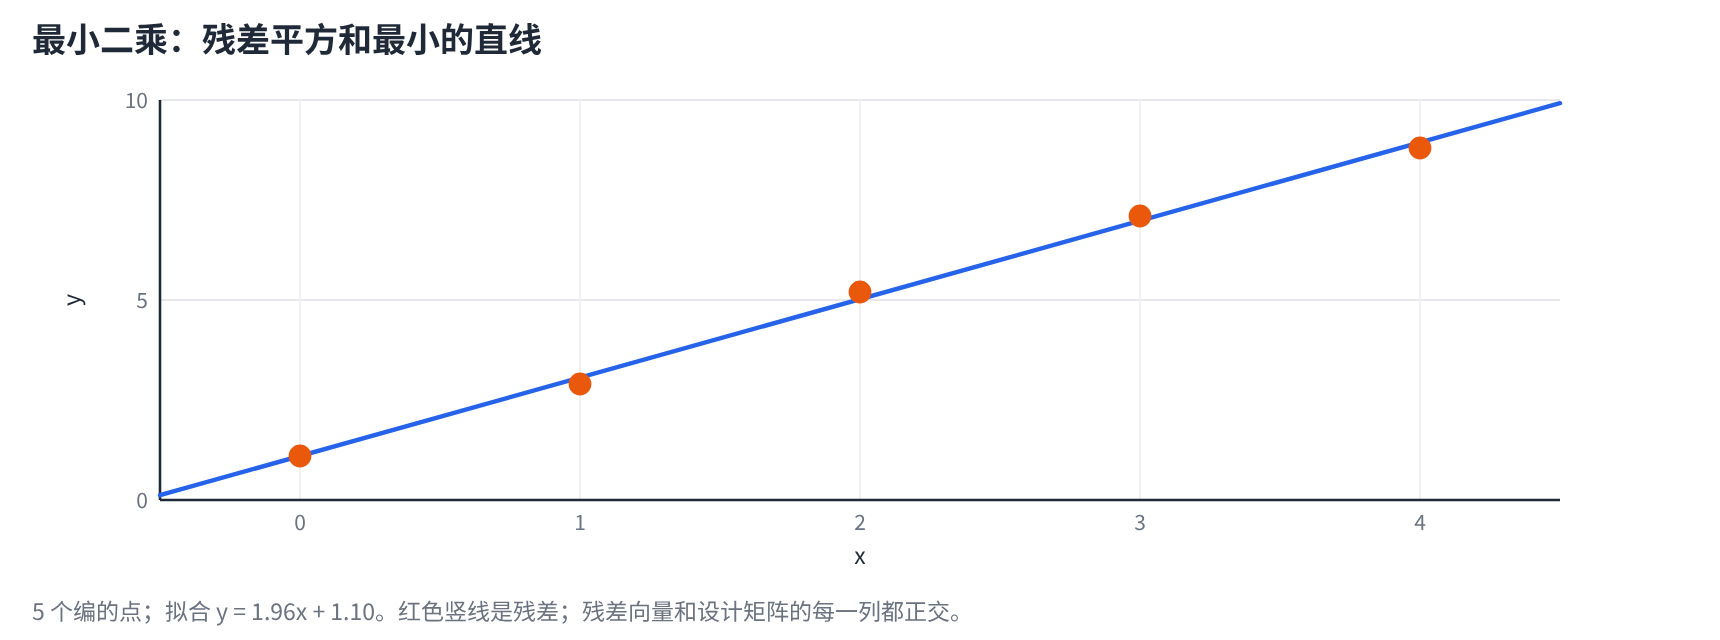 最小二乘：残差平方和最小的直线
10
5
0
y
0 1 2 3 4
x
5 个编的点；拟合 y = 1.96x + 1.10。红色竖线是残差；残差向量和设计矩阵的每一列都正交。